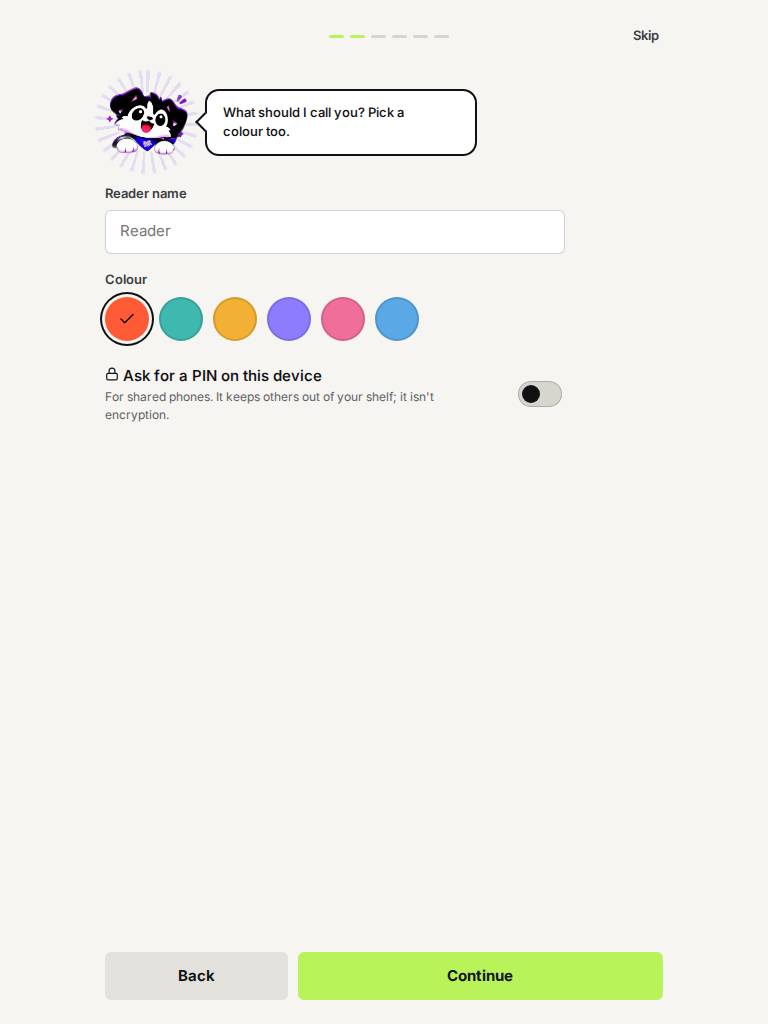 Skip
What should I call you? Pick a
colour too.
Reader name
Reader
Colour
Ask for a PIN on this device
For shared phones. It keeps others out of your shelf; it isn't
encryption.
Back
Continue